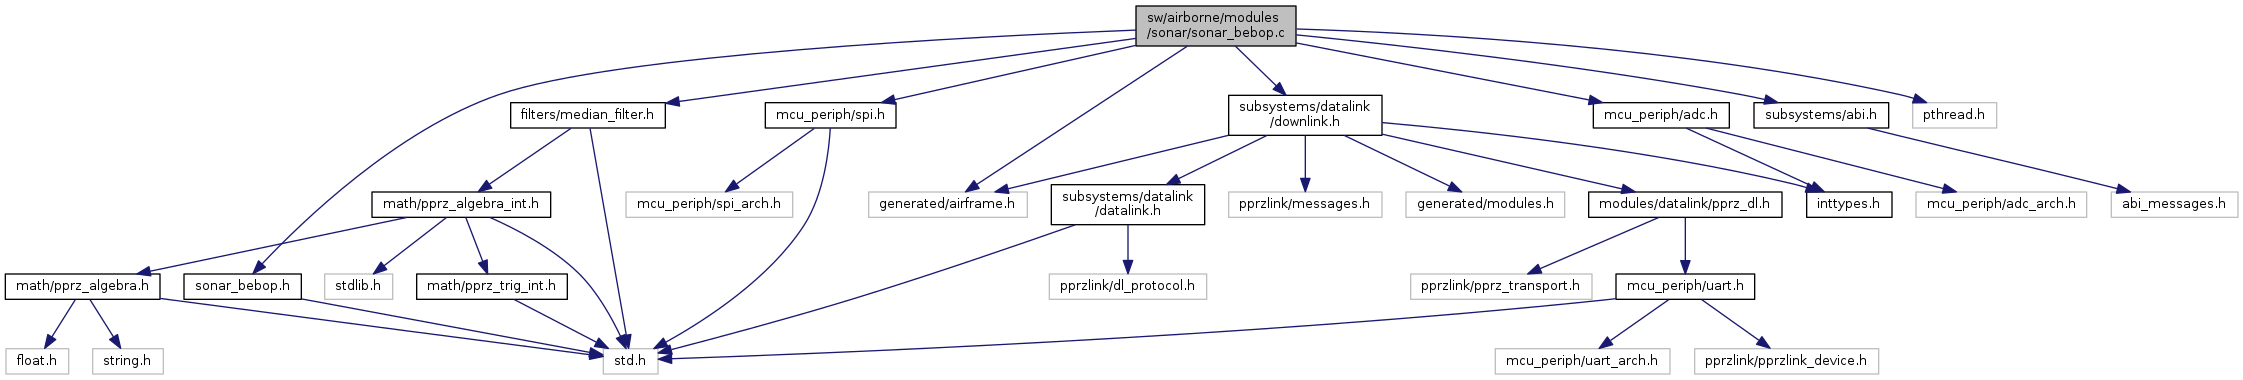 sw/airborne/modules
/sonar/sonar_bebop.c
filters/median_filter.h
mcu_periph/spi.h
subsystems/datalink
/downlink.h
mcu_periph/adc.h
subsystems/abi.h
pthread.h
math/pprz_algebra_int.h
mcu_periph/spi_arch.h
generated/airframe.h
subsystems/datalink
/datalink.h
pprzlink/messages.h
generated/modules.h
modules/datalink/pprz_dl.h
inttypes.h
mcu_periph/adc_arch.h
abi_messages.h
math/pprz_algebra.h
sonar_bebop.h
stdlib.h
math/pprz_trig_int.h
pprzlink/dl_protocol.h
pprzlink/pprz_transport.h
mcu_periph/uart.h
float.h
string.h
std.h
mcu_periph/uart_arch.h
pprzlink/pprzlink_device.h